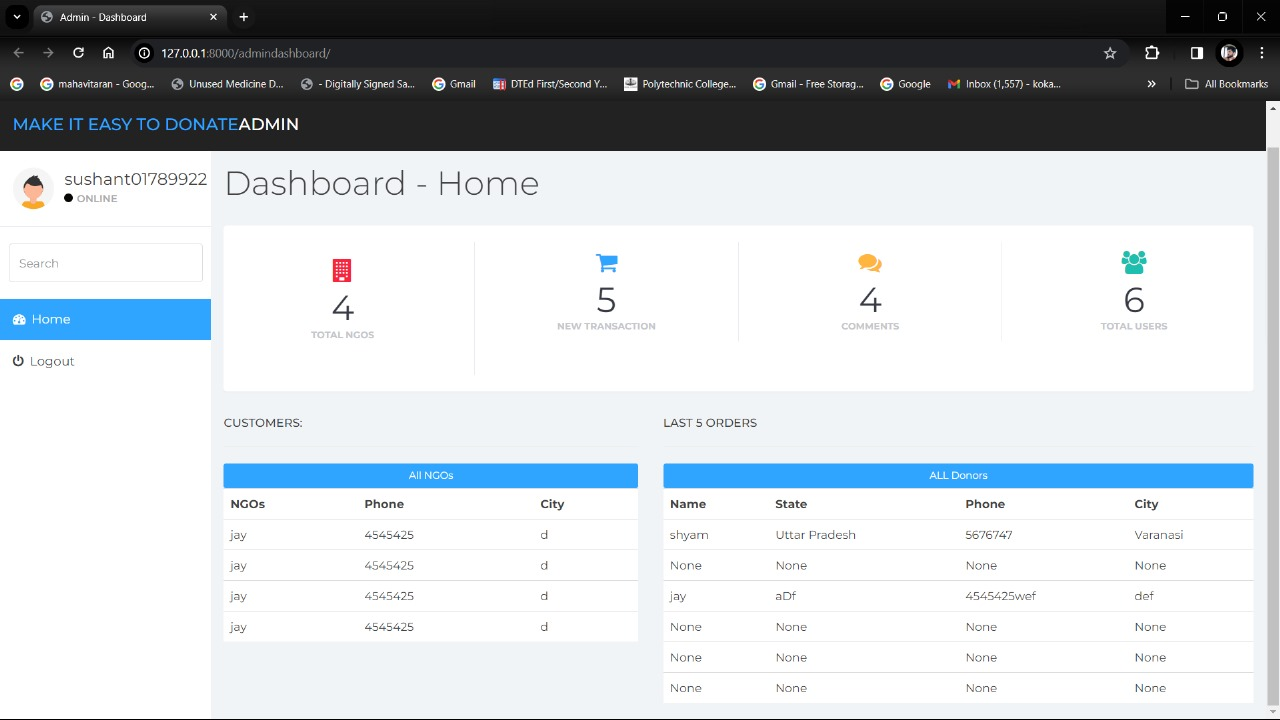 Admin - Dashboard
127.0.0.1:8000/admindashboard/
mahavitaran - Goog...
Unused Medicine D...
- Digitally Signed Sa...
Gmail
DTEd First/Second Y...
Polytechnic College...
Gmail - Free Storag...
Google
Inbox (1,557) - koka...
»
All Bookmarks
MAKE IT EASY TO DONATEADMIN
sushant01789922
ONLINE
Search
Home
Logout
Dashboard - Home
4
TOTAL NGOS
5
NEW TRANSACTION
4
COMMENTS
6
TOTAL USERS
CUSTOMERS:
All NGOs
NGOs Phone City
jay 4545425 d
jay 4545425 d
jay 4545425 d
jay 4545425 d
LAST 5 ORDERS
ALL Donors
Name State Phone City
shyam Uttar Pradesh 5676747 Varanasi
None None None None
jay aDf 4545425wef def
None None None None
None None None None
None None None None